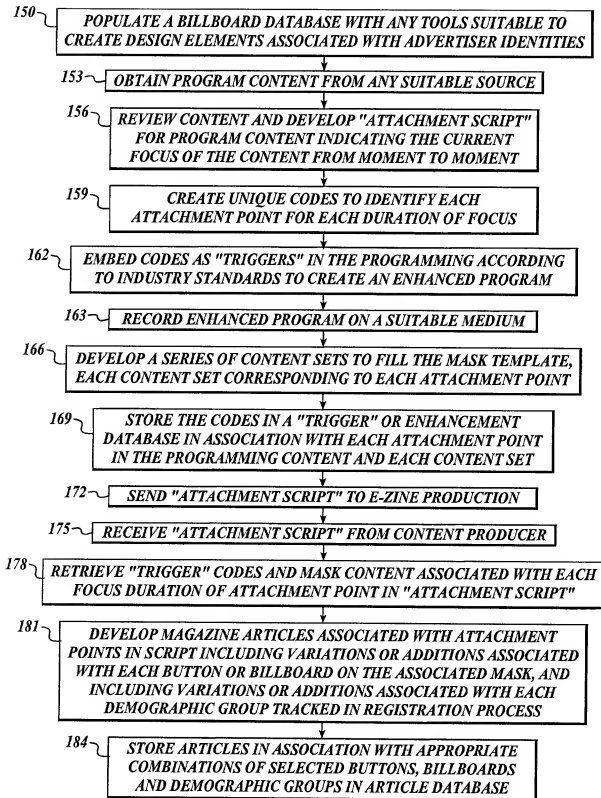 150
POPULATE A BILLBOARD DATABASE WITH ANY TOOLS SUITABLE TO
CREATE DESIGN ELEMENTS ASSOCIATED WITH ADVERTISER IDENTITIES
153
OBTAIN PROGRAM CONTENT FROM ANY SUITABLE SOURCE
156
REVIEW CONTENT AND DEVELOP "ATTACHMENT SCRIPT"
FOR PROGRAM CONTENT INDICATING THE CURRENT
FOCUS OF THE CONTENT FROM MOMENT TO MOMENT
159
CREATE UNIQUE CODES TO IDENTIFY EACH
ATTACHMENT POINT FOR EACH DURATION OF FOCUS
162
EMBED CODES AS "TRIGGERS" IN THE PROGRAMMING ACCORDING
TO INDUSTRY STANDARDS TO CREATE AN ENHANCED PROGRAM
163
RECORD ENHANCED PROGRAM ON A SUITABLE MEDIUM
166
DEVELOP A SERIES OF CONTENT SETS TO FILL THE MASK TEMPLATE,
EACH CONTENT SET CORRESPONDING TO EACH ATTACHMENT POINT
169
STORE THE CODES IN A "TRIGGER" OR ENHANCEMENT
DATABASE IN ASSOCIATION WITH EACH ATTACHMENT POINT
IN THE PROGRAMMING CONTENT AND EACH CONTENT SET
172
SEND "ATTACHMENT SCRIPT" TO E-ZINE PRODUCTION
175
RECEIVE "ATTACHMENT SCRIPT" FROM CONTENT PRODUCER
178
RETRIEVE "TRIGGER" CODES AND MASK CONTENT ASSOCIATED WITH EACH
FOCUS DURATION OF ATTACHMENT POINT IN "ATTACHMENT SCRIPT"
181
DEVELOP MAGAZINE ARTICLES ASSOCIATED WITH ATTACHMENT
POINTS IN SCRIPT INCLUDING VARIATIONS OR ADDITIONS ASSOCIATED
WITH EACH BUTTON OR BILLBOARD ON THE ASSOCIATED MASK, AND
INCLUDING VARIATIONS OR ADDITIONS ASSOCIATED WITH EACH
DEMOGRAPHIC GROUP TRACKED IN REGISTRATION PROCESS
184
STORE ARTICLES IN ASSOCIATION WITH APPROPRIATE
COMBINATIONS OF SELECTED BUTTONS, BILLBOARDS
AND DEMOGRAPHIC GROUPS IN ARTICLE DATABASE